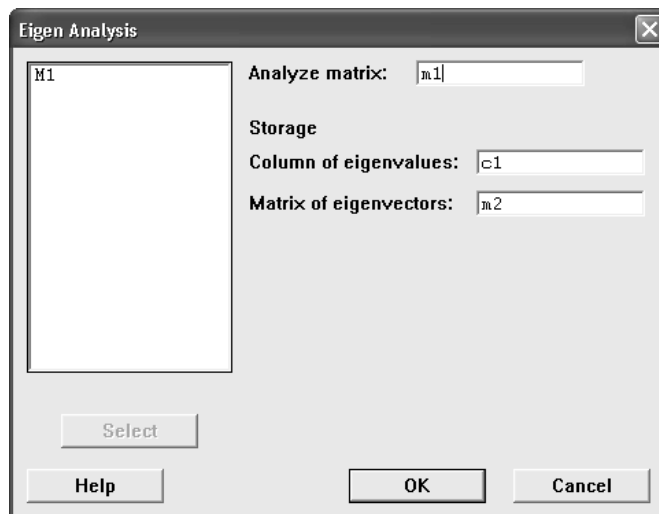 Eigen Analysis
M1
Analyze matrix: m1
Storage
Column of eigenvalues: c1
Matrix of eigenvectors: m2
Select
Help OK Cancel